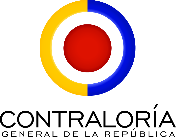 CONTRALORÍA
GENERAL DE LA REPÚBLICA